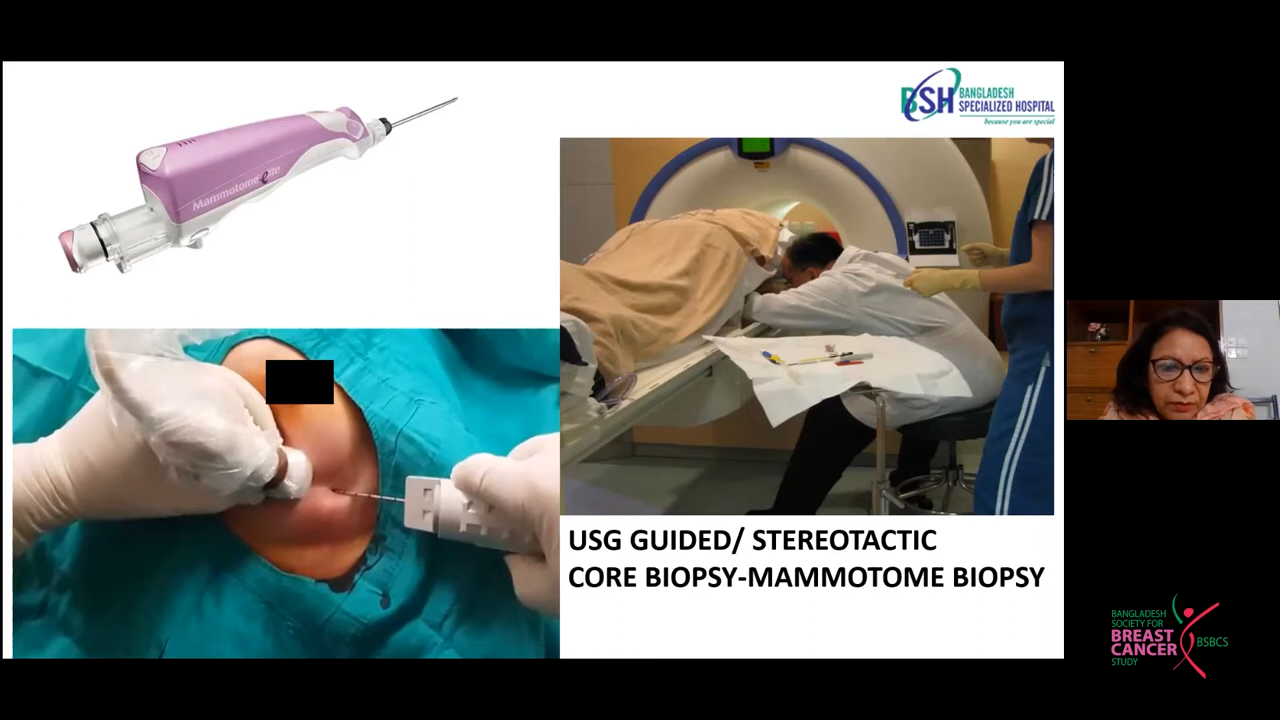 BSH BANGLADESH
SPECIALIZED HOSPITAL
because you are special
Mammotome elite
USG GUIDED/ STEREOTACTIC
CORE BIOPSY-MAMMOTOME BIOPSY
BANGLADESH
SOCIETY FOR
BREAST
CANCER
STUDY
BSBCS